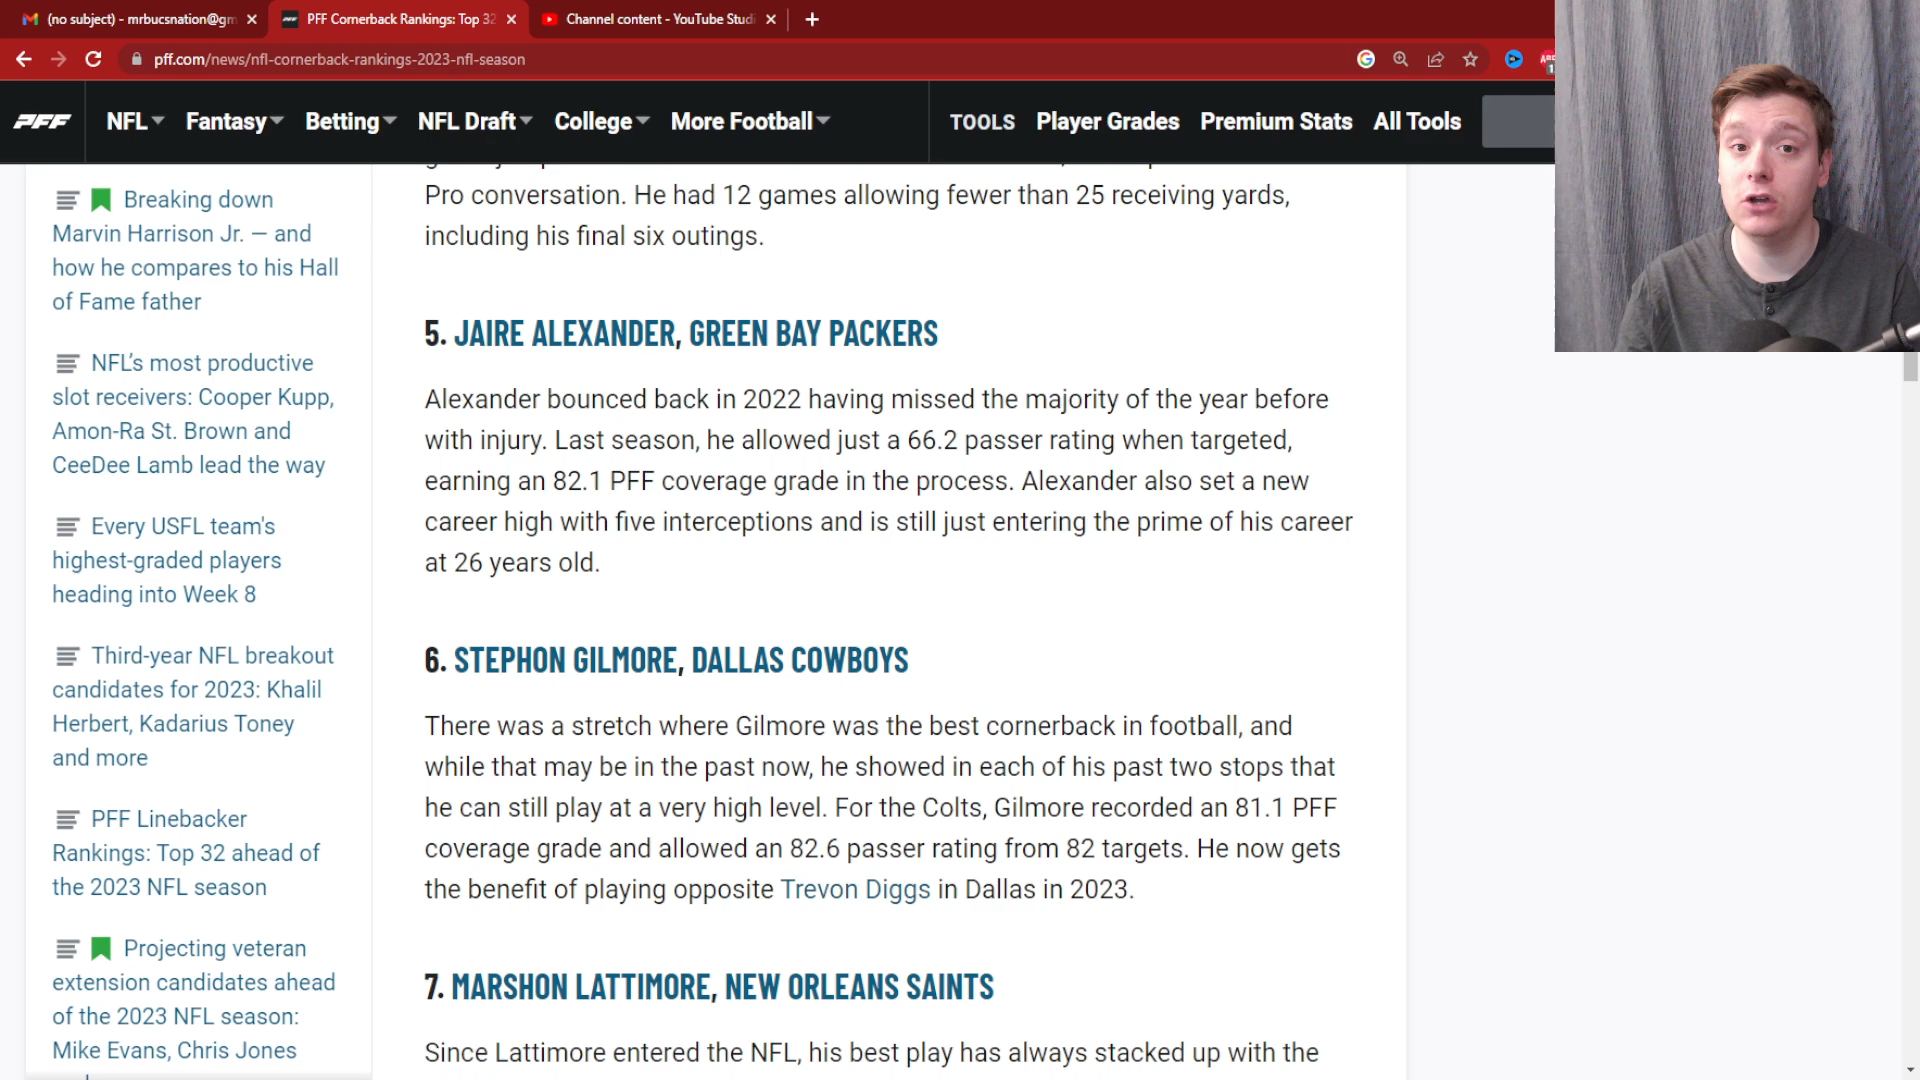 (no subject) - mrbucsnation@gm
PFF Cornerback Rankings: Top 32
Channel content - YouTube Studi
pff.com/news/nfl-cornerback-rankings-2023-nfl-season
PFF
NFL
Fantasy
Betting
NFL Draft
College
More Football
TOOLS
Player Grades
Premium Stats
All Tools
Breaking down
Marvin Harrison Jr. — and
how he compares to his Hall
of Fame father
NFL's most productive
slot receivers: Cooper Kupp,
Amon-Ra St. Brown and
CeeDee Lamb lead the way
Every USFL team's
highest-graded players
heading into Week 8
Third-year NFL breakout
candidates for 2023: Khalil
Herbert, Kadarius Toney
and more
PFF Linebacker
Rankings: Top 32 ahead of
the 2023 NFL season
Projecting veteran
extension candidates ahead
of the 2023 NFL season:
Mike Evans, Chris Jones
Pro conversation. He had 12 games allowing fewer than 25 receiving yards,
including his final six outings.
5. JAIRE ALEXANDER, GREEN BAY PACKERS
Alexander bounced back in 2022 having missed the majority of the year before
with injury. Last season, he allowed just a 66.2 passer rating when targeted,
earning an 82.1 PFF coverage grade in the process. Alexander also set a new
career high with five interceptions and is still just entering the prime of his career
at 26 years old.
6. STEPHON GILMORE, DALLAS COWBOYS
There was a stretch where Gilmore was the best cornerback in football, and
while that may be in the past now, he showed in each of his past two stops that
he can still play at a very high level. For the Colts, Gilmore recorded an 81.1 PFF
coverage grade and allowed an 82.6 passer rating from 82 targets. He now gets
the benefit of playing opposite Trevon Diggs in Dallas in 2023.
7. MARSHON LATTIMORE, NEW ORLEANS SAINTS
Since Lattimore entered the NFL, his best play has always stacked up with the